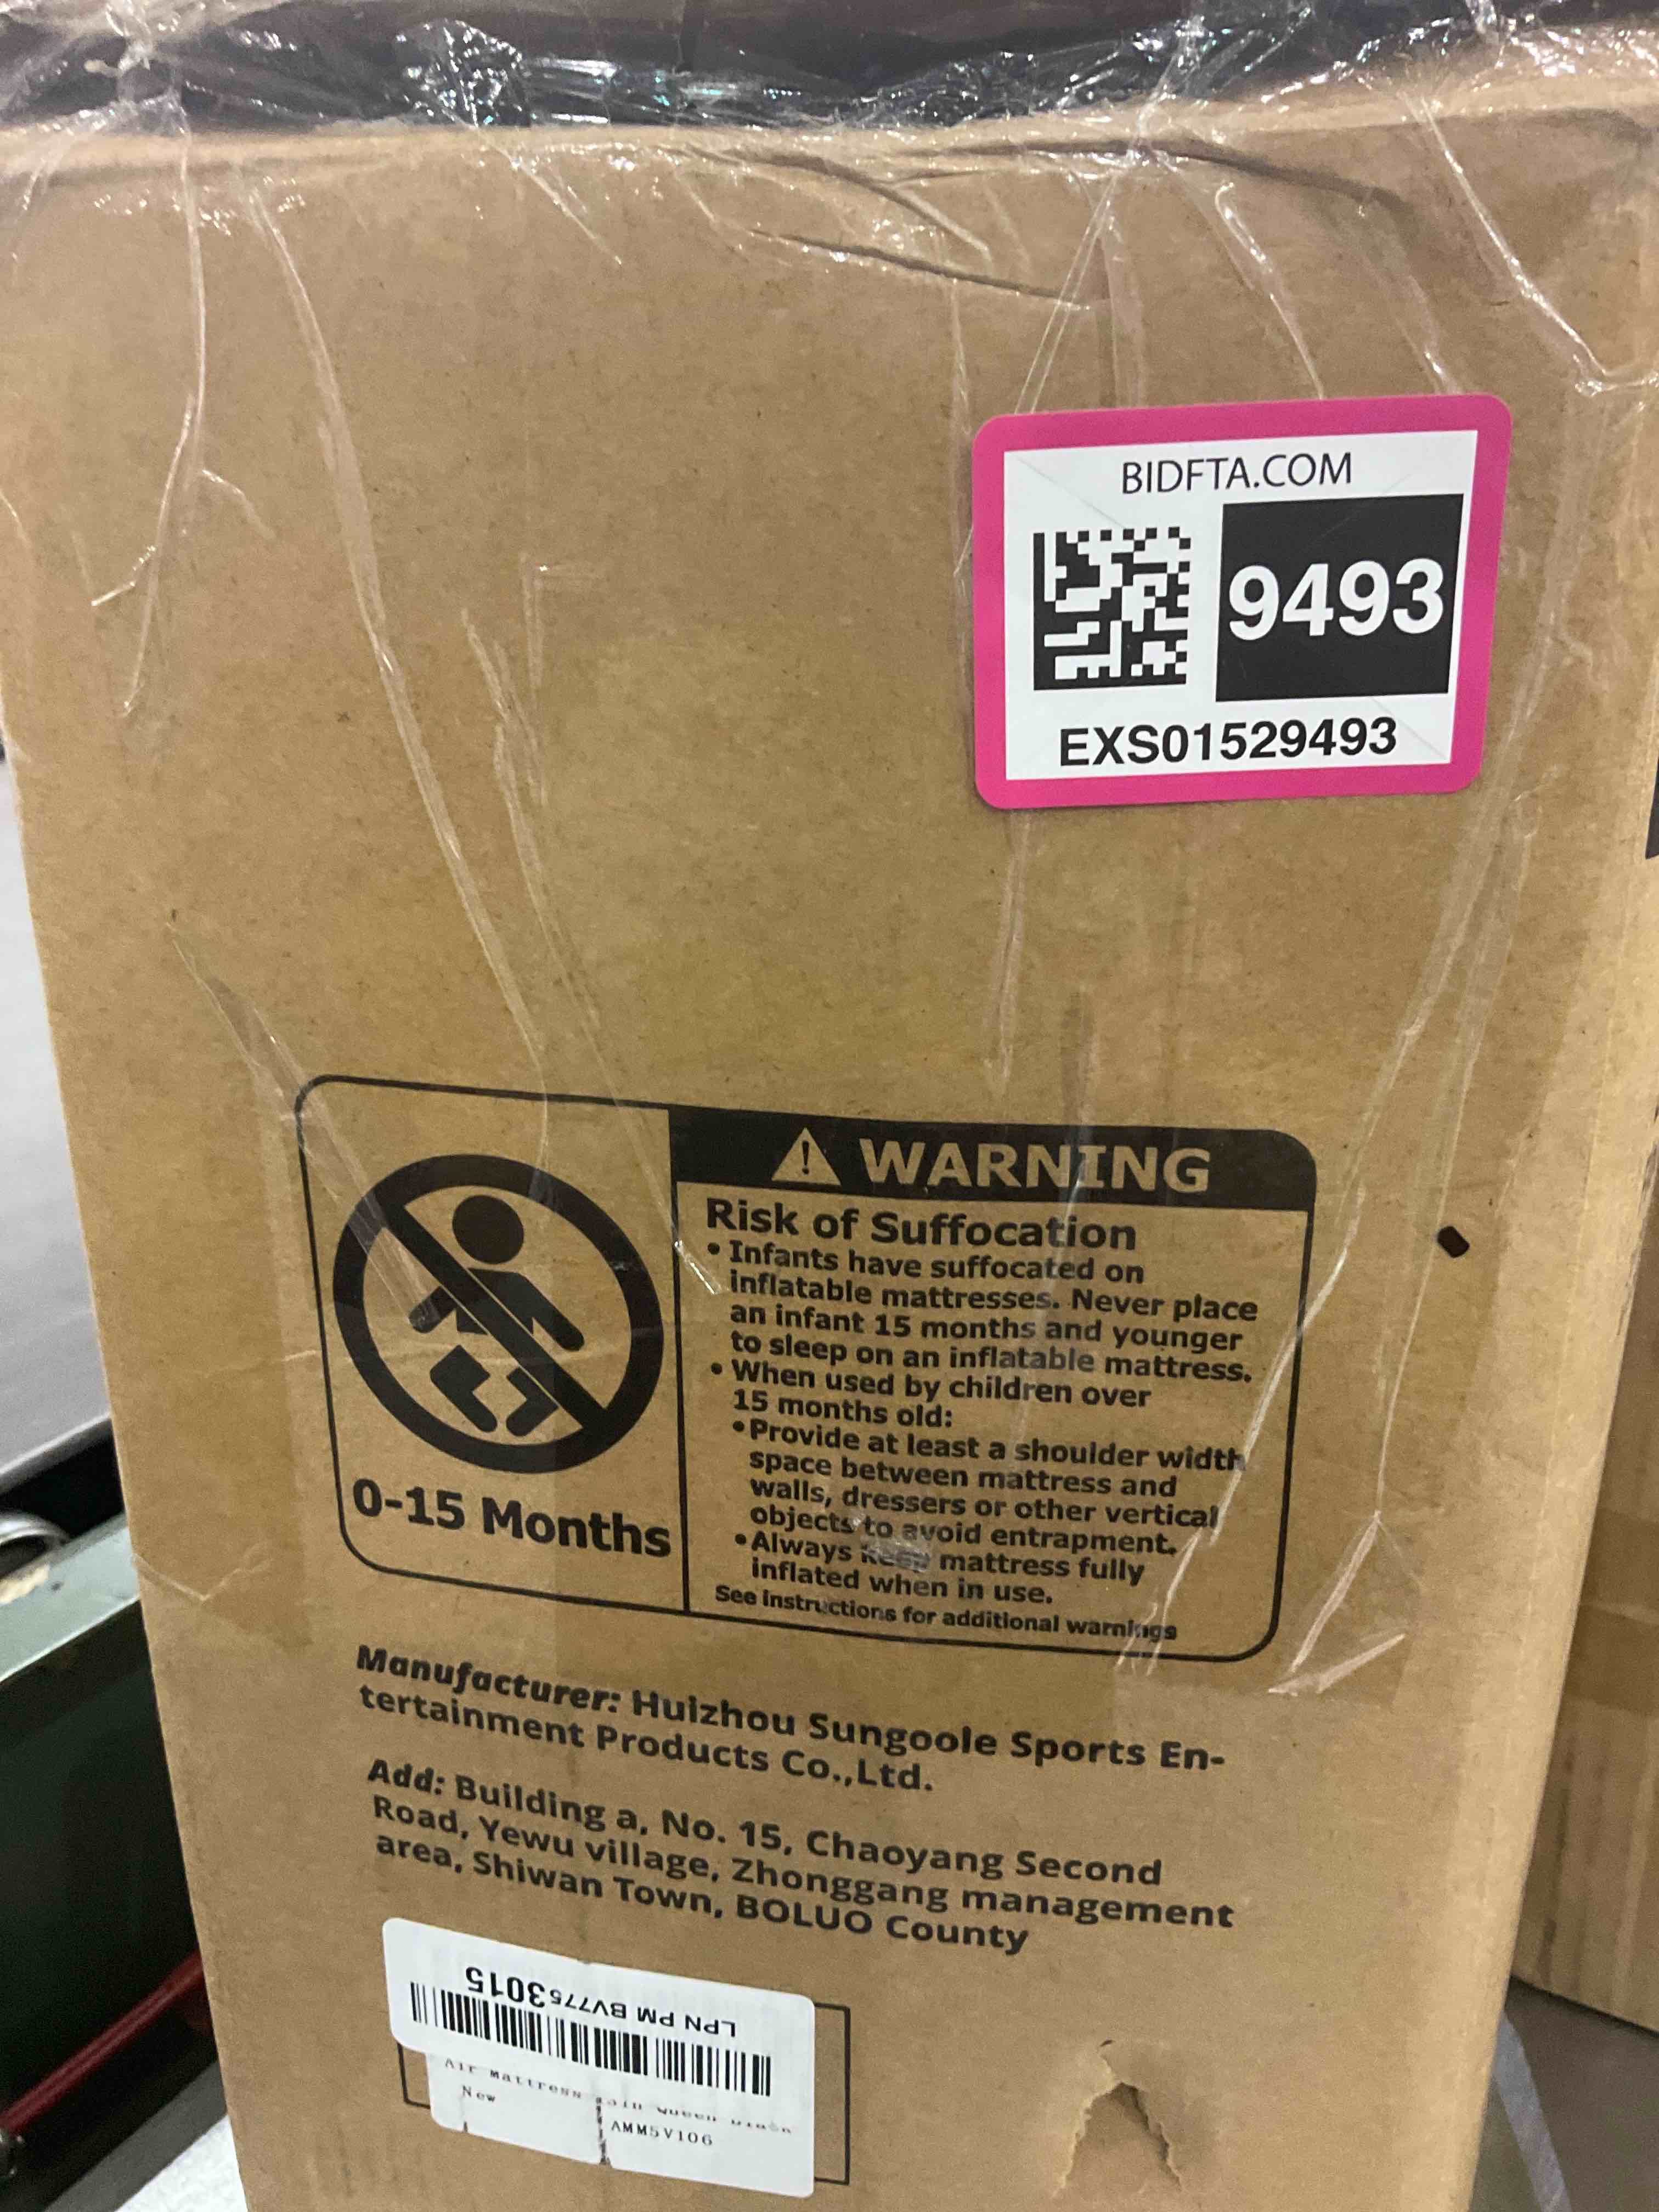 BIDFTA.COM
9493
EXS01529493
WARNING
Risk of Suffocation
• Infants have suffocated on
inflatable mattresses. Never place
an infant 15 months and younger
to sleep on an inflatable mattress.
• When used by children over
15 months old:
• Provide at least a shoulder width
space between mattress and
walls, dressers or other vertical
objects to avoid entrapment.
• Always keep mattress fully
inflated when in use.
See instructions for additional warnings
0-15 Months
Manufacturer: Huizhou Sungoole Sports En-
tertainment Products Co.,Ltd.
Add: Building a, No. 15, Chaoyang Second
Road, Yewu village, Zhonggang management
area, Shiwan Town, BOLUO County
LPN PM BV7753015
Air Mattress Queen
New
AMM5V106